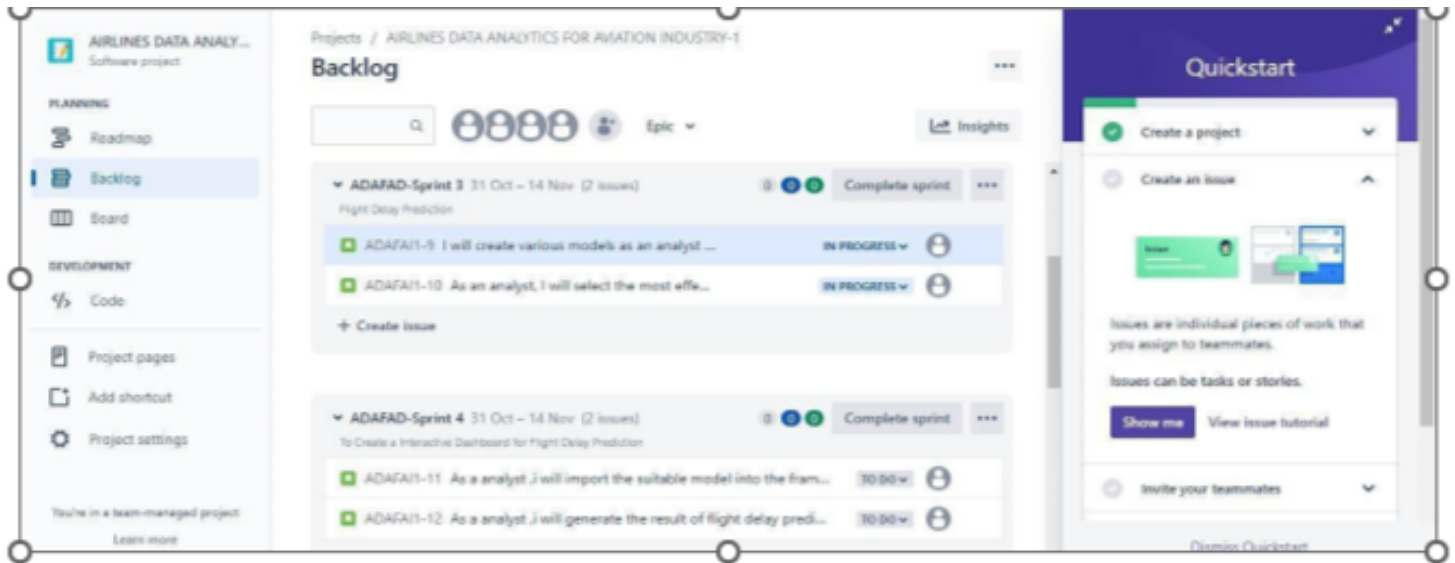 AIRLINES DATA ANALY...
Software project
PLANNING
Roadmap
Backlog
Board
DEVELOPMENT
Code
Project pages
Add shortcut
Project settings
You're in a team-managed project
Learn more
Projects / AIRLINES DATA ANALYTICS FOR AVIATION INDUSTRY-1
Backlog
Epic
Insights
ADAFAD-Sprint 3 31 Oct – 14 Nov (2 issues) 0 0 0 Complete sprint
Flight Delay Prediction
ADAFAI1-9 I will create various models as an analyst ... IN PROGRESS
ADAFAI1-10 As an analyst, I will select the most effe... IN PROGRESS
+ Create issue
ADAFAD-Sprint 4 31 Oct – 14 Nov (2 issues) 0 0 0 Complete sprint
To Create a Interactive Dashboard for Flight Delay Prediction
ADAFAI1-11 As a analyst ,i will import the suitable model into the fram... TO DO
ADAFAI1-12 As a analyst ,i will generate the result of flight delay predi... TO DO
Quickstart
Create a project
Create an issue
Issue
Issues are individual pieces of work that
you assign to teammates.
Issues can be tasks or stories.
Show me View issue tutorial
Invite your teammates
Dismiss Quickstart